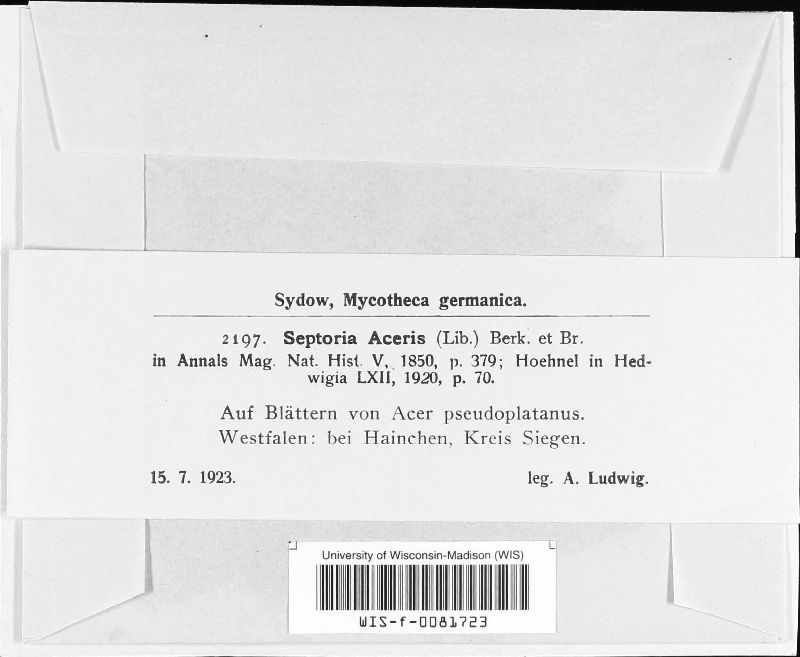 Sydow, Mycotheca germanica.
2197. Septoria Aceris (Lib.) Berk. et Br.
in Annals Mag. Nat. Hist. V, 1850, p. 379; Hoehnel in Hed-
wigia LXII, 1920, p. 70.
Auf Blättern von Acer pseudoplatanus.
Westfalen: bei Hainchen, Kreis Siegen.
15. 7. 1923. leg. A. Ludwig.
University of Wisconsin-Madison (WIS)
WIS-f-0081723